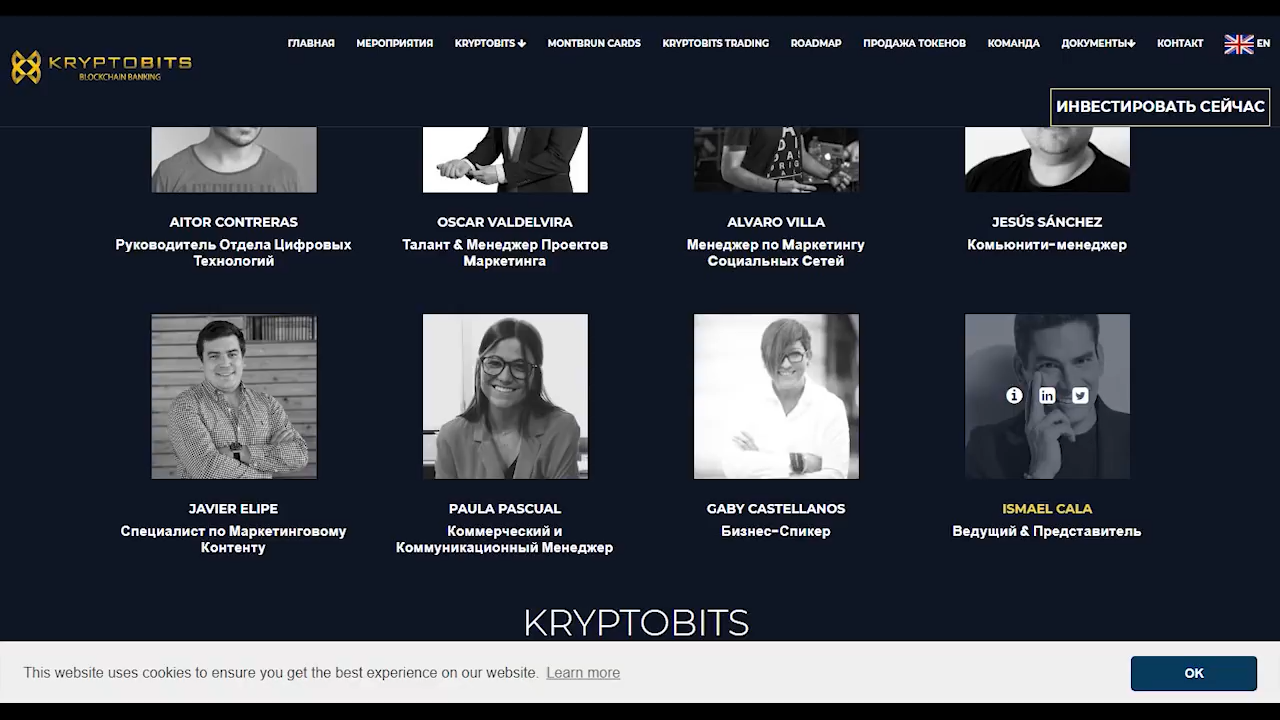 ГЛАВНАЯ МЕРОПРИЯТИЯ KRYPTOBITS MONTBRUN CARDS KRYPTOBITS TRADING ROADMAP ПРОДАЖА ТОКЕНОВ КОМАНДА ДОКУМЕНТЫ КОНТАКТ EN
KRYPTOBITS
BLOCKCHAIN BANKING
ИНВЕСТИРОВАТЬ СЕЙЧАС
AITOR CONTRERAS
Руководитель Отдела Цифровых
Технологий
OSCAR VALDELVIRA
Талант & Менеджер Проектов
Маркетинга
ALVARO VILLA
Менеджер по Маркетингу
Социальных Сетей
JESÚS SÁNCHEZ
Комьюнити-менеджер
JAVIER ELIPE
Специалист по Маркетинговому
Контенту
PAULA PASCUAL
Коммерческий и
Коммуникационный Менеджер
GABY CASTELLANOS
Бизнес-Спикер
ISMAEL CALA
Ведущий & Представитель
KRYPTOBITS
This website uses cookies to ensure you get the best experience on our website. Learn more
OK